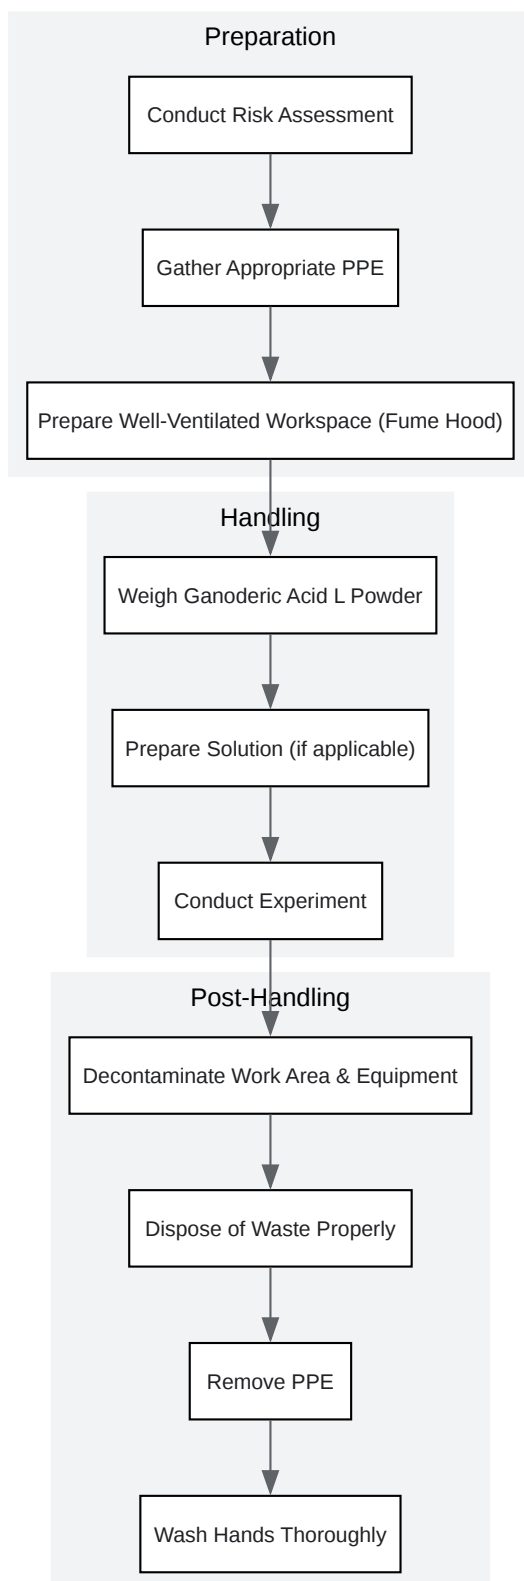 Preparation
Conduct Risk Assessment
Gather Appropriate PPE
Prepare Well-Ventilated Workspace (Fume Hood)
Handling
Weigh Ganoderic Acid L Powder
Prepare Solution (if applicable)
Conduct Experiment
Post-Handling
Decontaminate Work Area & Equipment
Dispose of Waste Properly
Remove PPE
Wash Hands Thoroughly